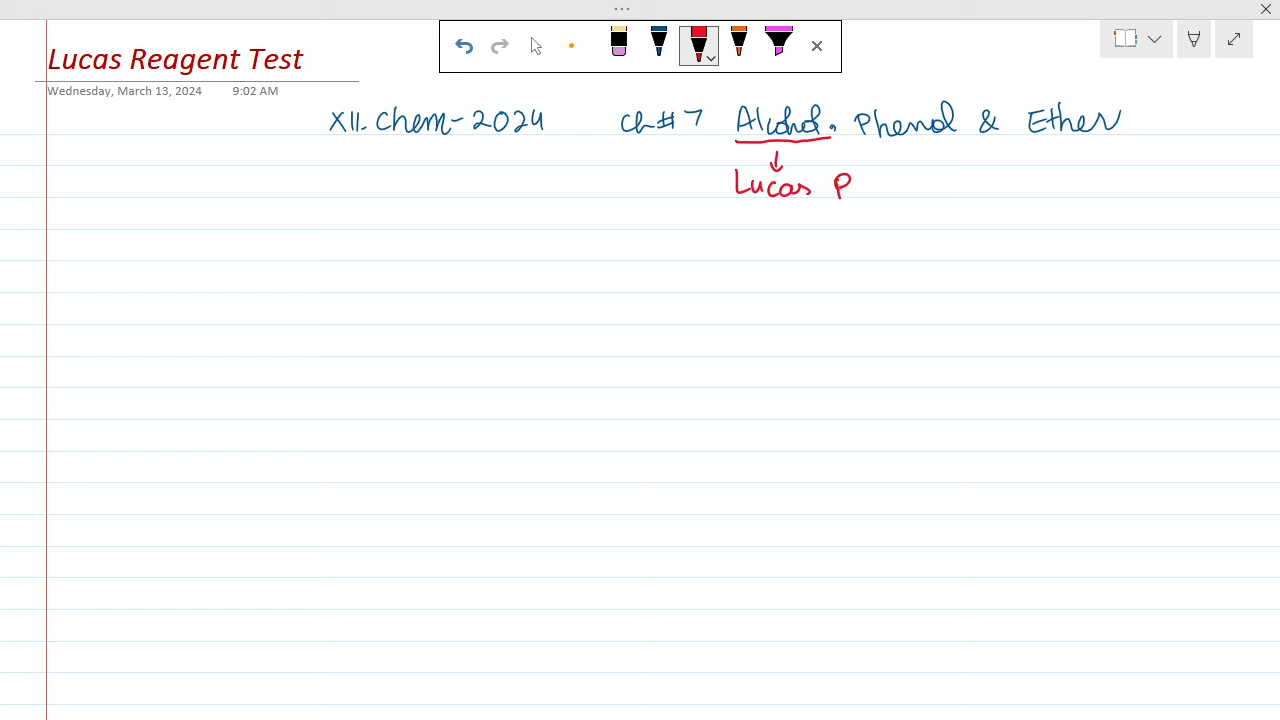 Lucas Reagent Test
Wednesday, March 13, 2024 9:02 AM
XII. Chem-2024 Ch#7 Alcohol, Phenol & Ether
Lucas P